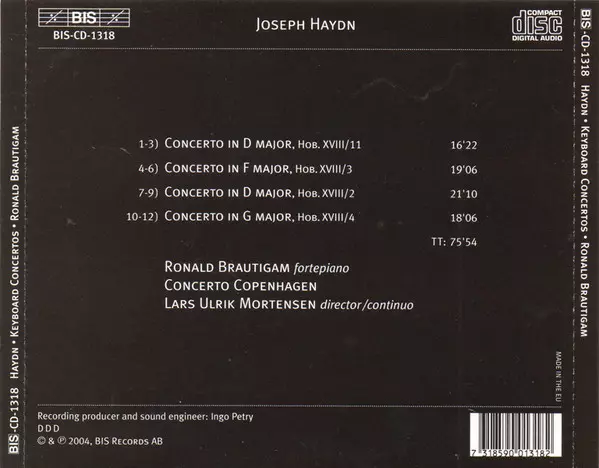 BIS
BIS-CD-1318
JOSEPH HAYDN
COMPACT
disc
DIGITAL AUDIO
1-3) CONCERTO IN D MAJOR, HOB. XVIII/11 16'22
4-6) CONCERTO IN F MAJOR, HOB. XVIII/3 19'06
7-9) CONCERTO IN D MAJOR, HOB. XVIII/2 21'10
10-12) CONCERTO IN G MAJOR, HOB. XVIII/4 18'06
TT: 75'54
RONALD BRAUTIGAM fortepiano
CONCERTO COPENHAGEN
LARS ULRIK MORTENSEN director/continuo
Recording producer and sound engineer: Ingo Petry
D D D
© & ℗ 2004, BIS RECORDS AB
MADE IN THE EU
7 318590 013182
BIS-CD-1318 HAYDN • KEYBOARD CONCERTOS • RONALD BRAUTIGAM
BIS-CD-1318 HAYDN • KEYBOARD CONCERTOS • RONALD BRAUTIGAM